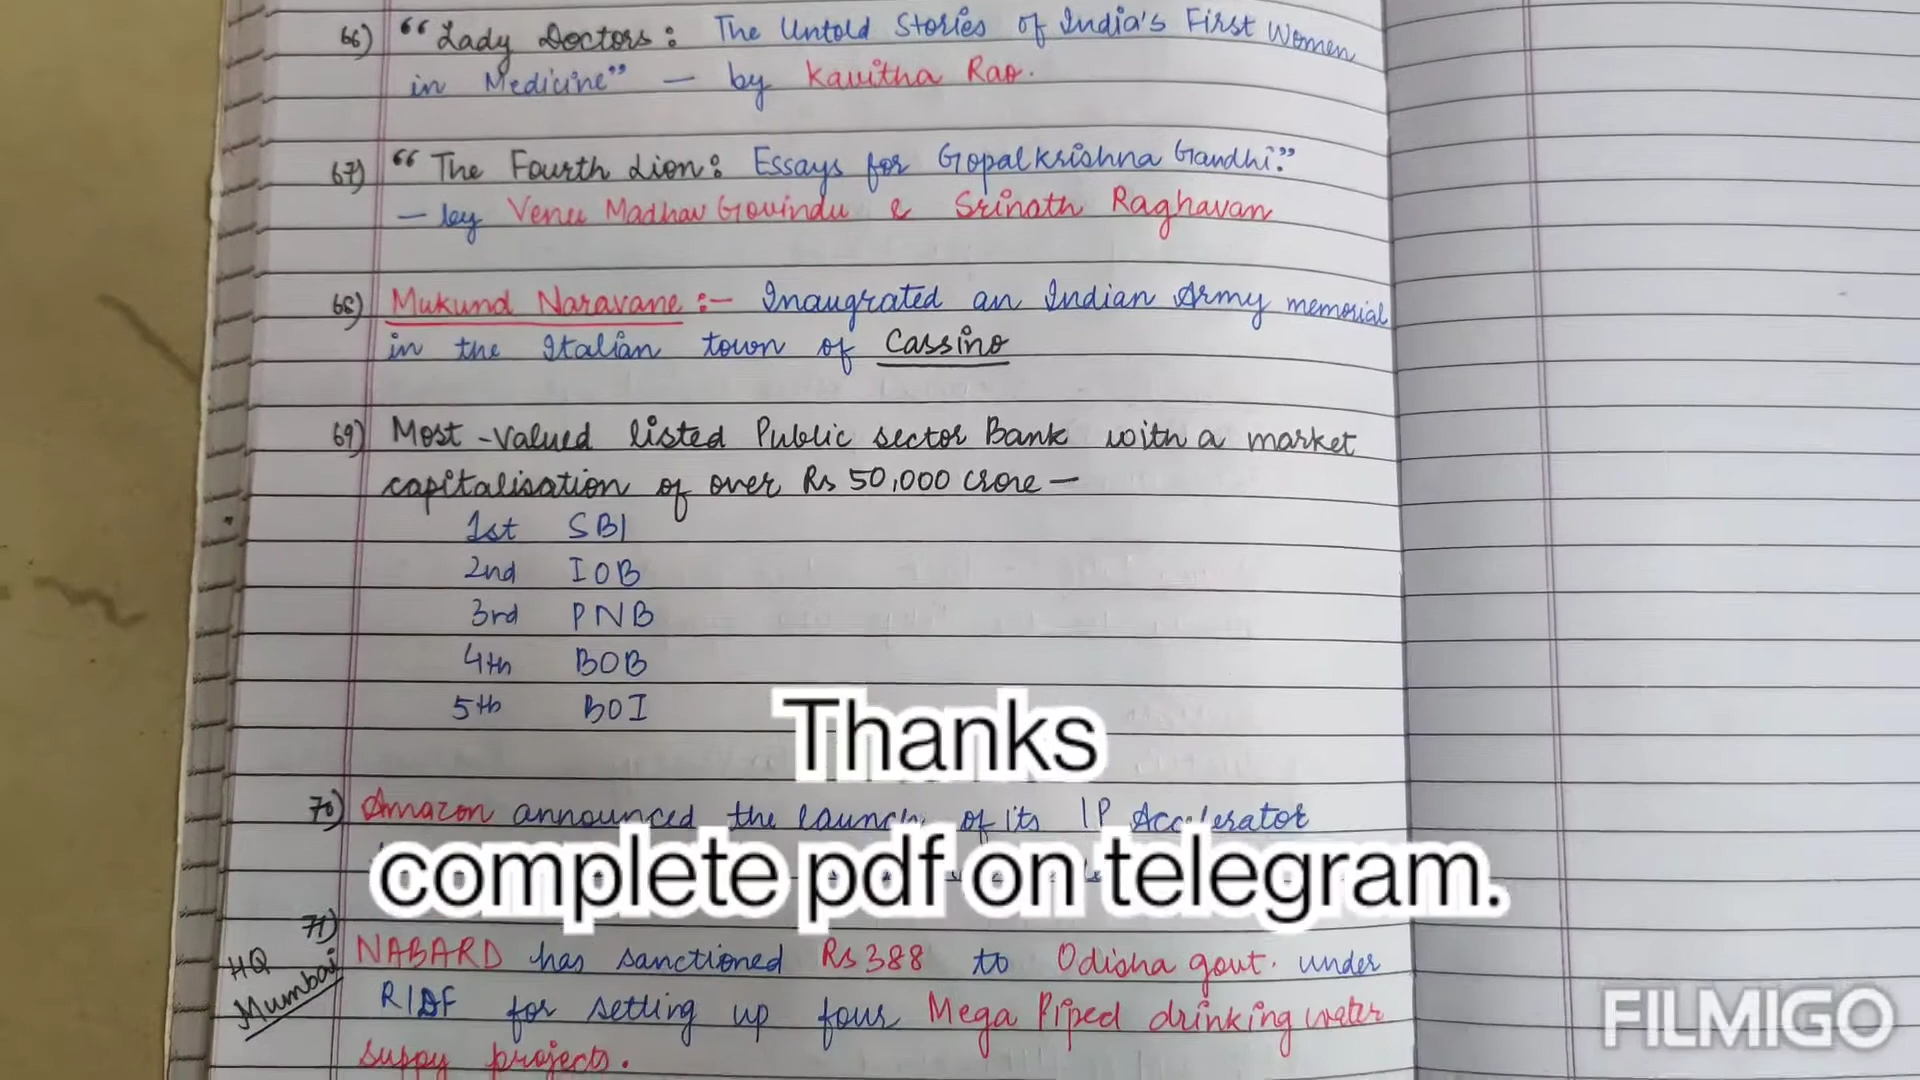 66) “Lady Doctors: The Untold Stories of India's First Women
in Medicine” — by Kavitha Rao.
67) “The Fourth Lion: Essays for Gopalkrishna Gandhi.”
— by Venu Madhav Govindu & Srinath Raghavan
68) Mukund Naravane :- Inaugrated an Indian Army memorial
in the Italian town of Cassino
69) Most-valued listed Public sector Bank with a market
capitalisation of over Rs 50,000 crore —
1st SBI
2nd IOB
3rd PNB
4th BOB
5th BOI
Thanks
70) Amazon announced the launch of its IP Accelerator
complete pdf on telegram.
71) NABARD has sanctioned Rs 388 to Odisha govt. under
HQ Mumbai
RIDF for setting up four Mega Piped drinking water
suppy projects.
FILMIGO